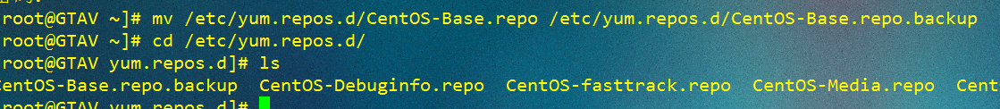 root@GTAV ~]# mv /etc/yum.repos.d/CentOS-Base.repo /etc/yum.repos.d/CentOS-Base.repo.backup
root@GTAV ~]# cd /etc/yum.repos.d/
root@GTAV yum.repos.d]# ls
entOS-Base.repo.backup  CentOS-Debuginfo.repo  CentOS-fasttrack.repo  CentOS-Media.repo  Cent
root@GTAV yum.repos.d]#